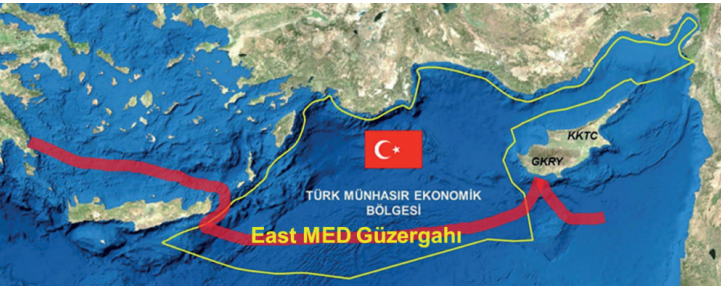 KKTC
GKRY
TÜRK MÜNHASIR EKONOMİK
BÖLGESİ
East MED Güzergahı